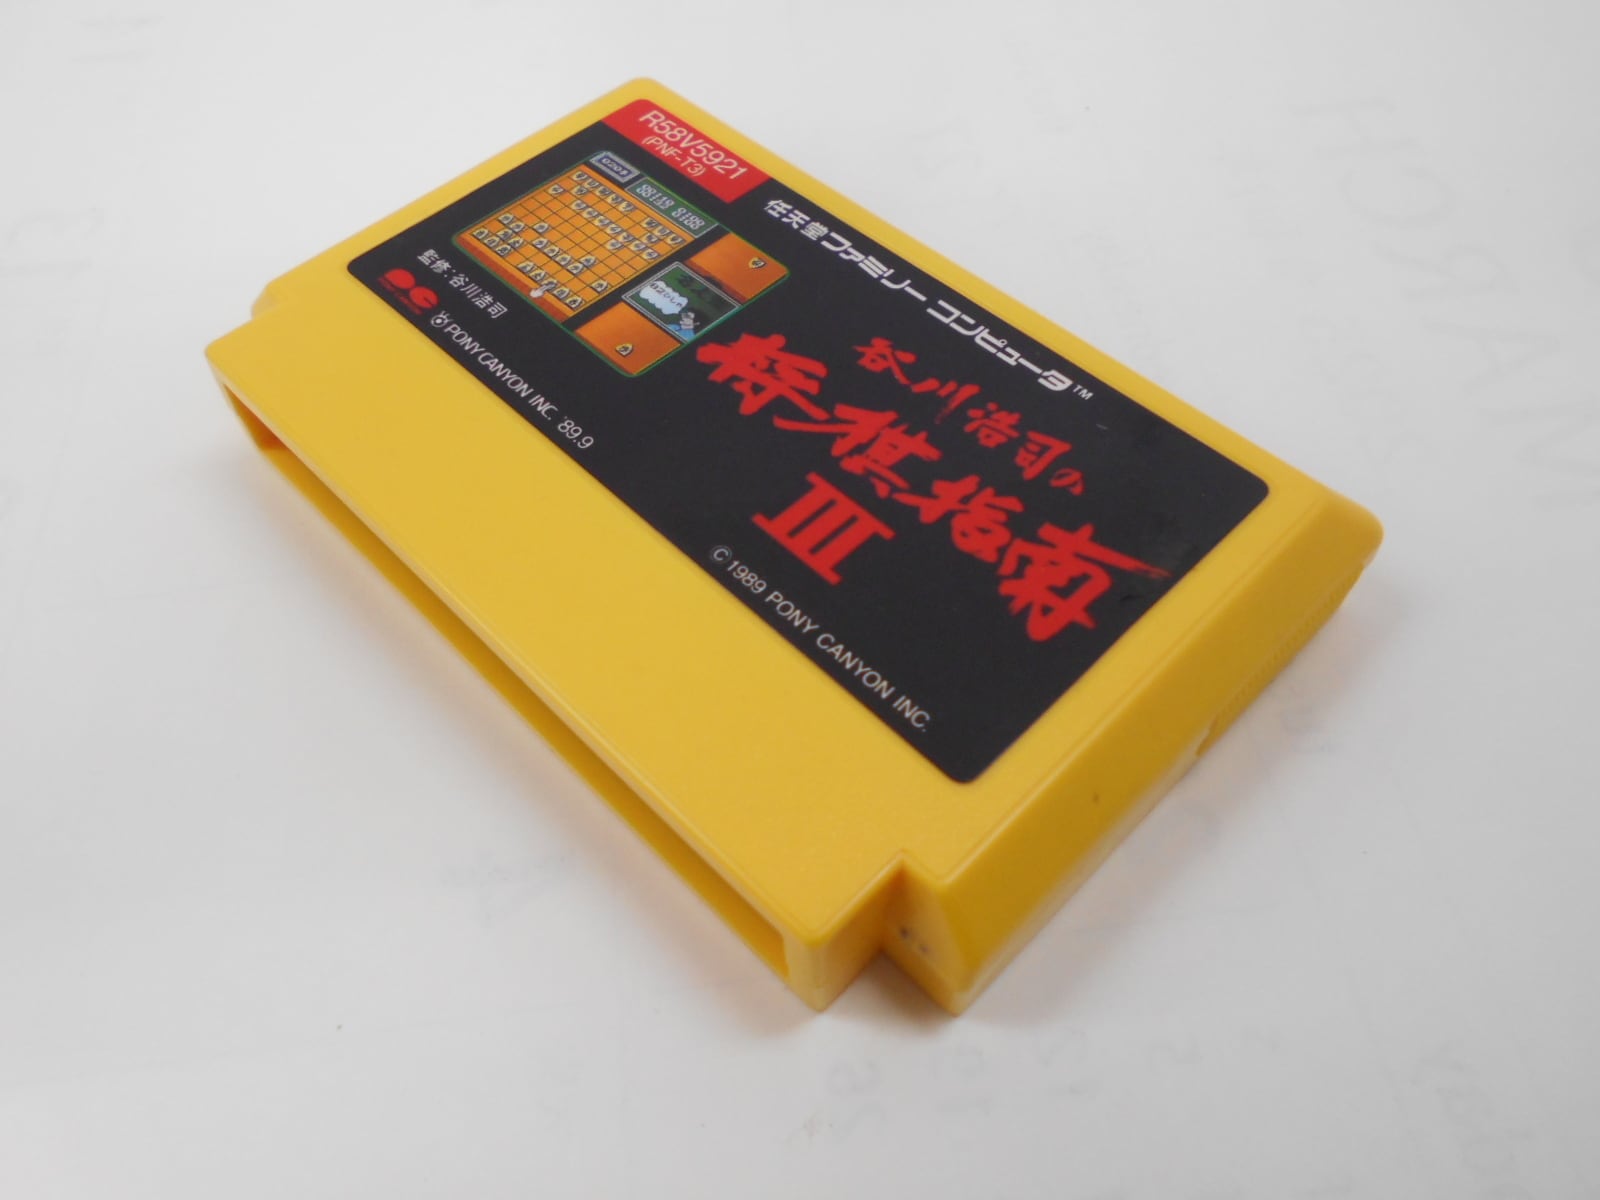 R58V5921
(PNF-T3)
任天堂ファミリー コンピュータ™
谷川浩司の
将棋指南
III
監修:谷川浩司
PONY CANYON INC. '89.9
© 1989 PONY CANYON INC.